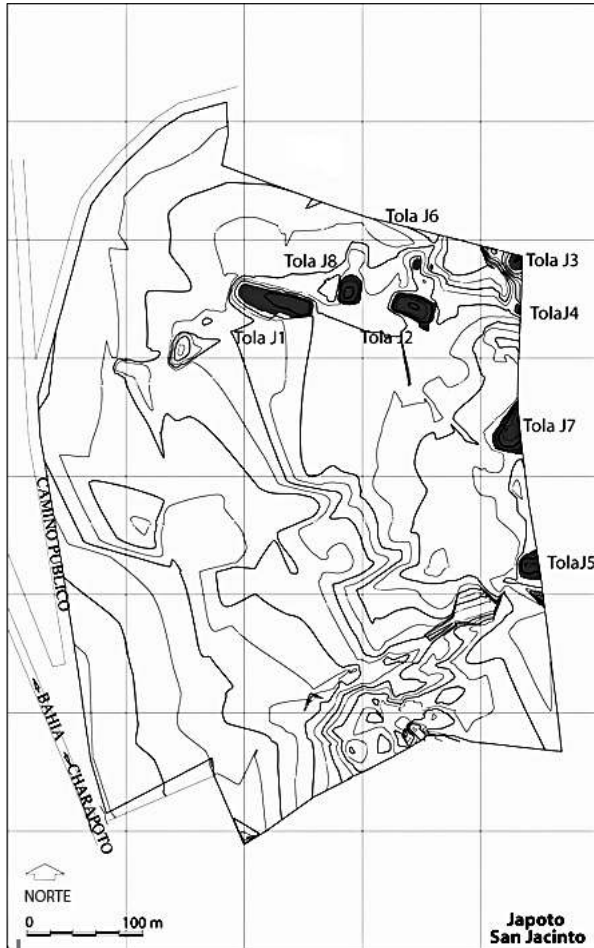 Tola J6
Tola J8
Tola J3
TolaJ4
Tola J1
Tola J2
Tola J7
CAMINO PUBLICO
TolaJ5
BAHIA
CHARAPOTO
NORTE
0 100 m
Japoto
San Jacinto